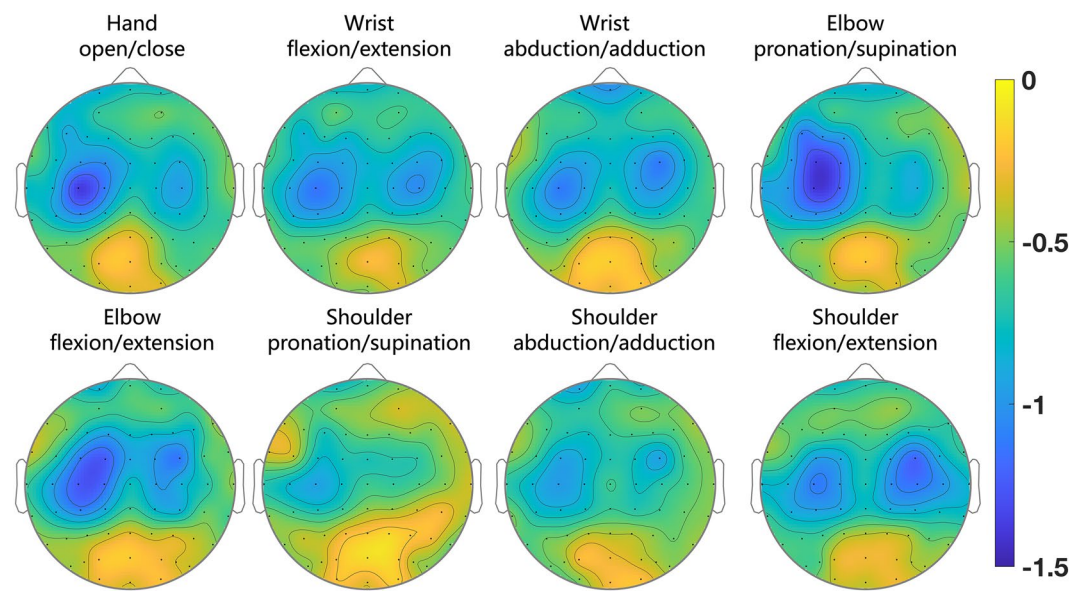 Hand
open/close
Wrist
flexion/extension
Wrist
abduction/adduction
Elbow
pronation/supination
0
-0.5
-1
-1.5
Elbow
flexion/extension
Shoulder
pronation/supination
Shoulder
abduction/adduction
Shoulder
flexion/extension